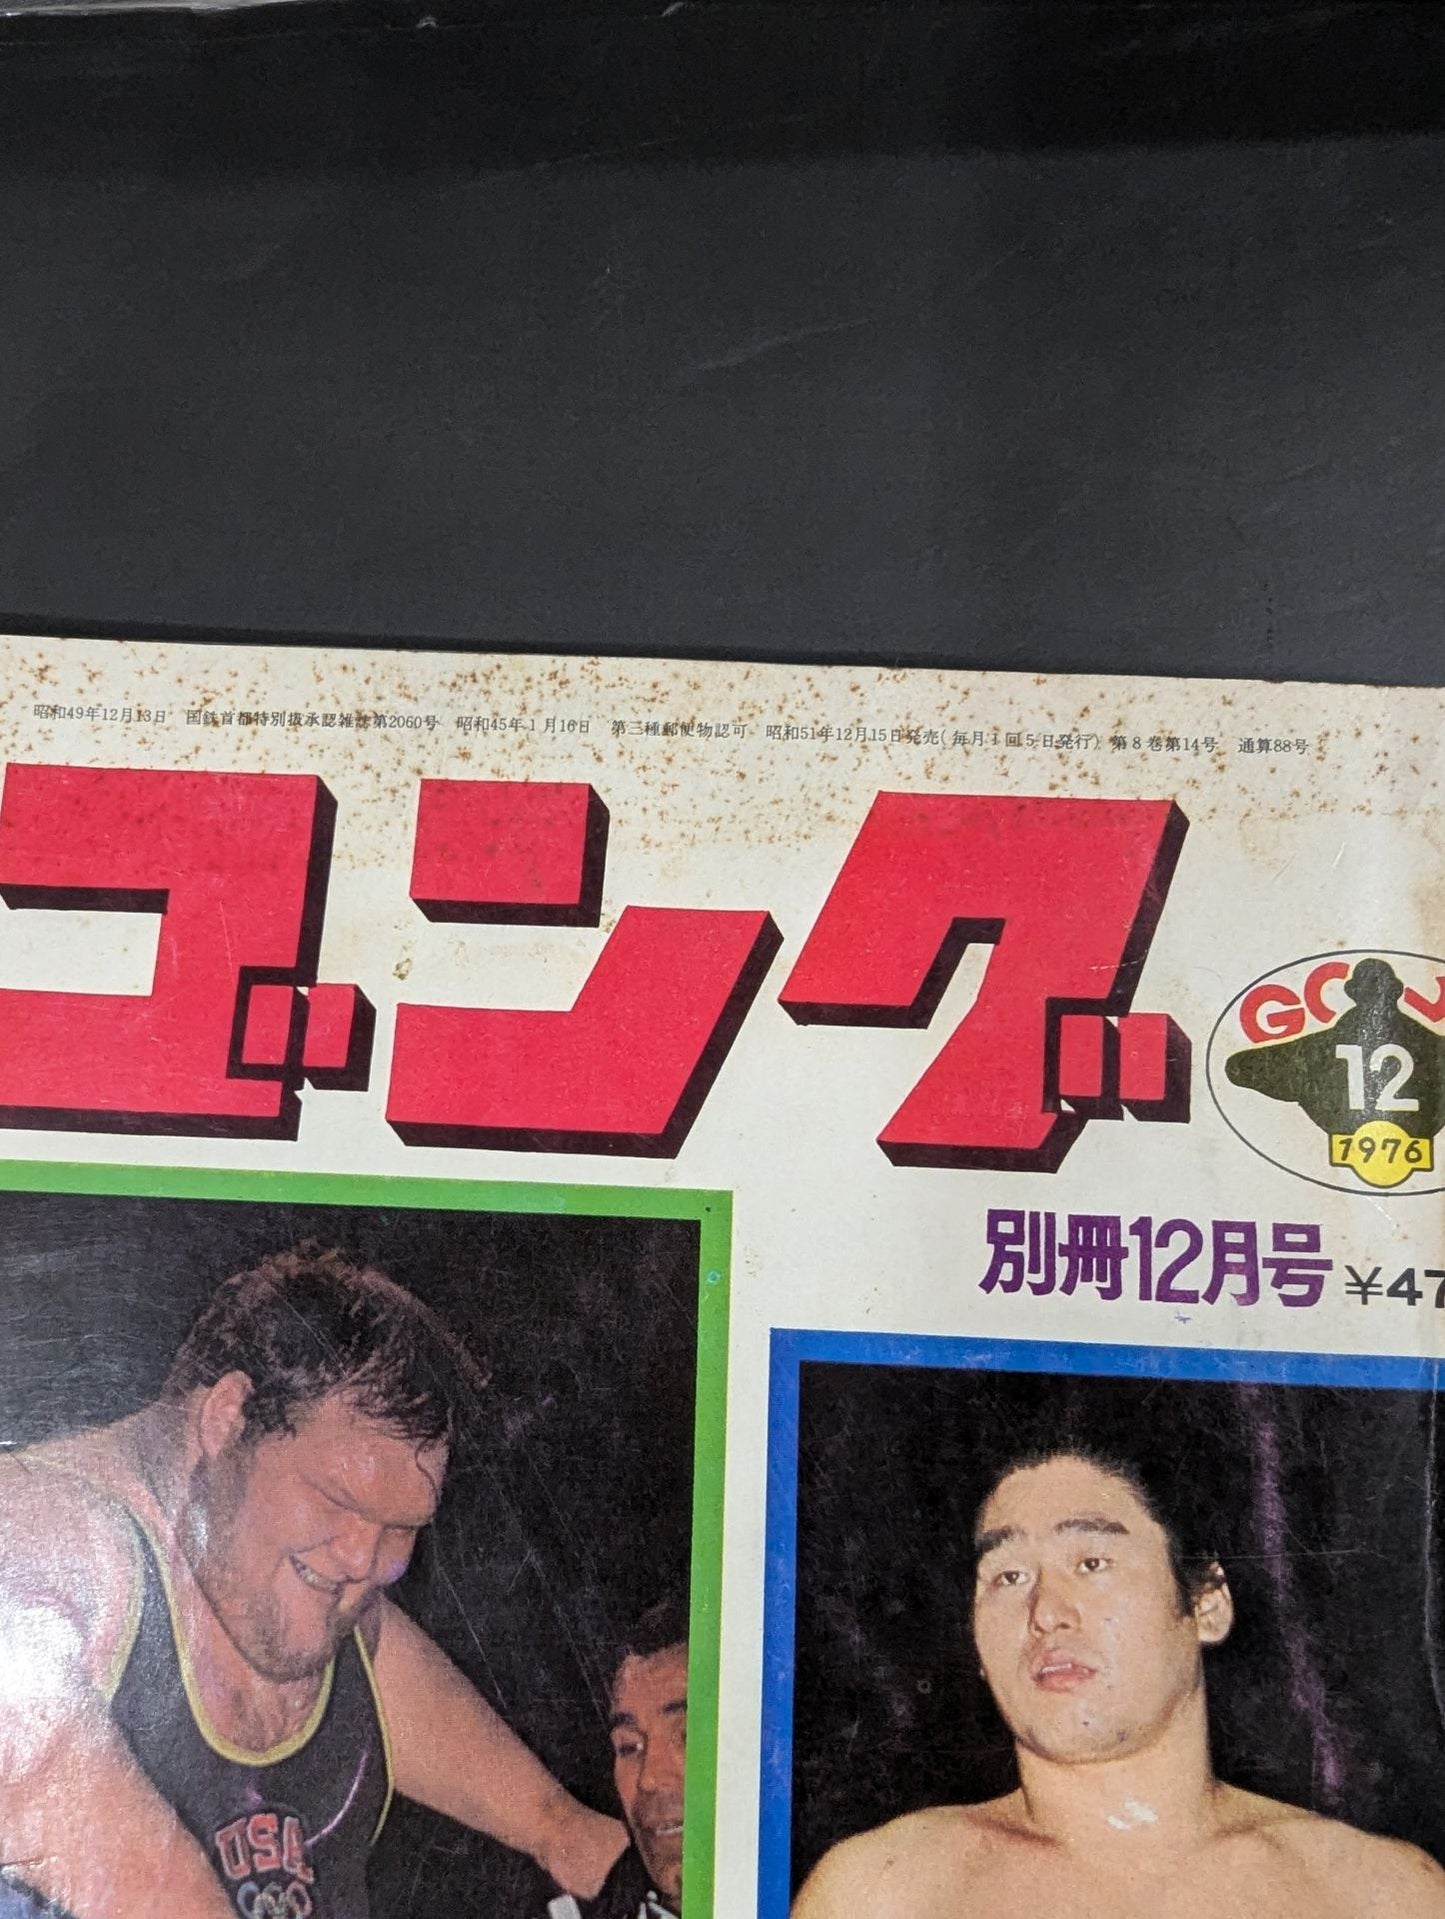 昭和49年12月13日 国鉄首都特別扱承認雑誌第2060号 昭和45年1月16日 第三種郵便物認可 昭和51年12月15日発売(毎月1回5日発行) 第8巻第14号 通算88号
ゴング
GO
12
1976
別冊12月号 ¥47
USA